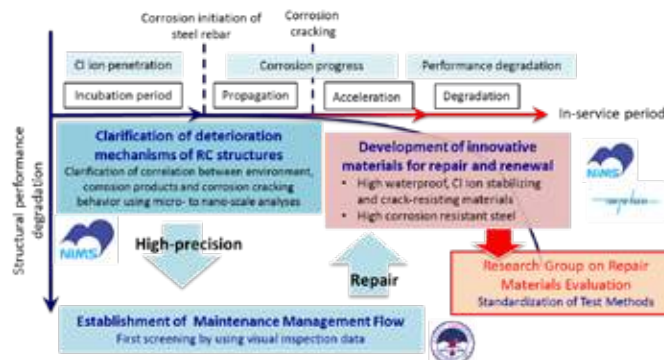 Corrosion initiation of
steel rebar
Corrosion
cracking
Cl ion penetration
Corrosion progress
Performance degradation
Incubation period
Propagation
Acceleration
Degradation
In-service period
Structural performance
degradation
Clarification of deterioration
mechanisms of RC structures
Clarification of correlation between environment,
corrosion products and corrosion cracking
behavior using micro- to nano-scale analyses
Development of innovative
materials for repair and renewal
• High waterproof, Cl ion stabilizing
and crack-resisting materials
• High corrosion resistant steel
NIMS
NIMS
High-precision
Repair
Research Group on Repair
Materials Evaluation
Standardization of Test Methods
Establishment of Maintenance Management Flow
First screening by using visual inspection data